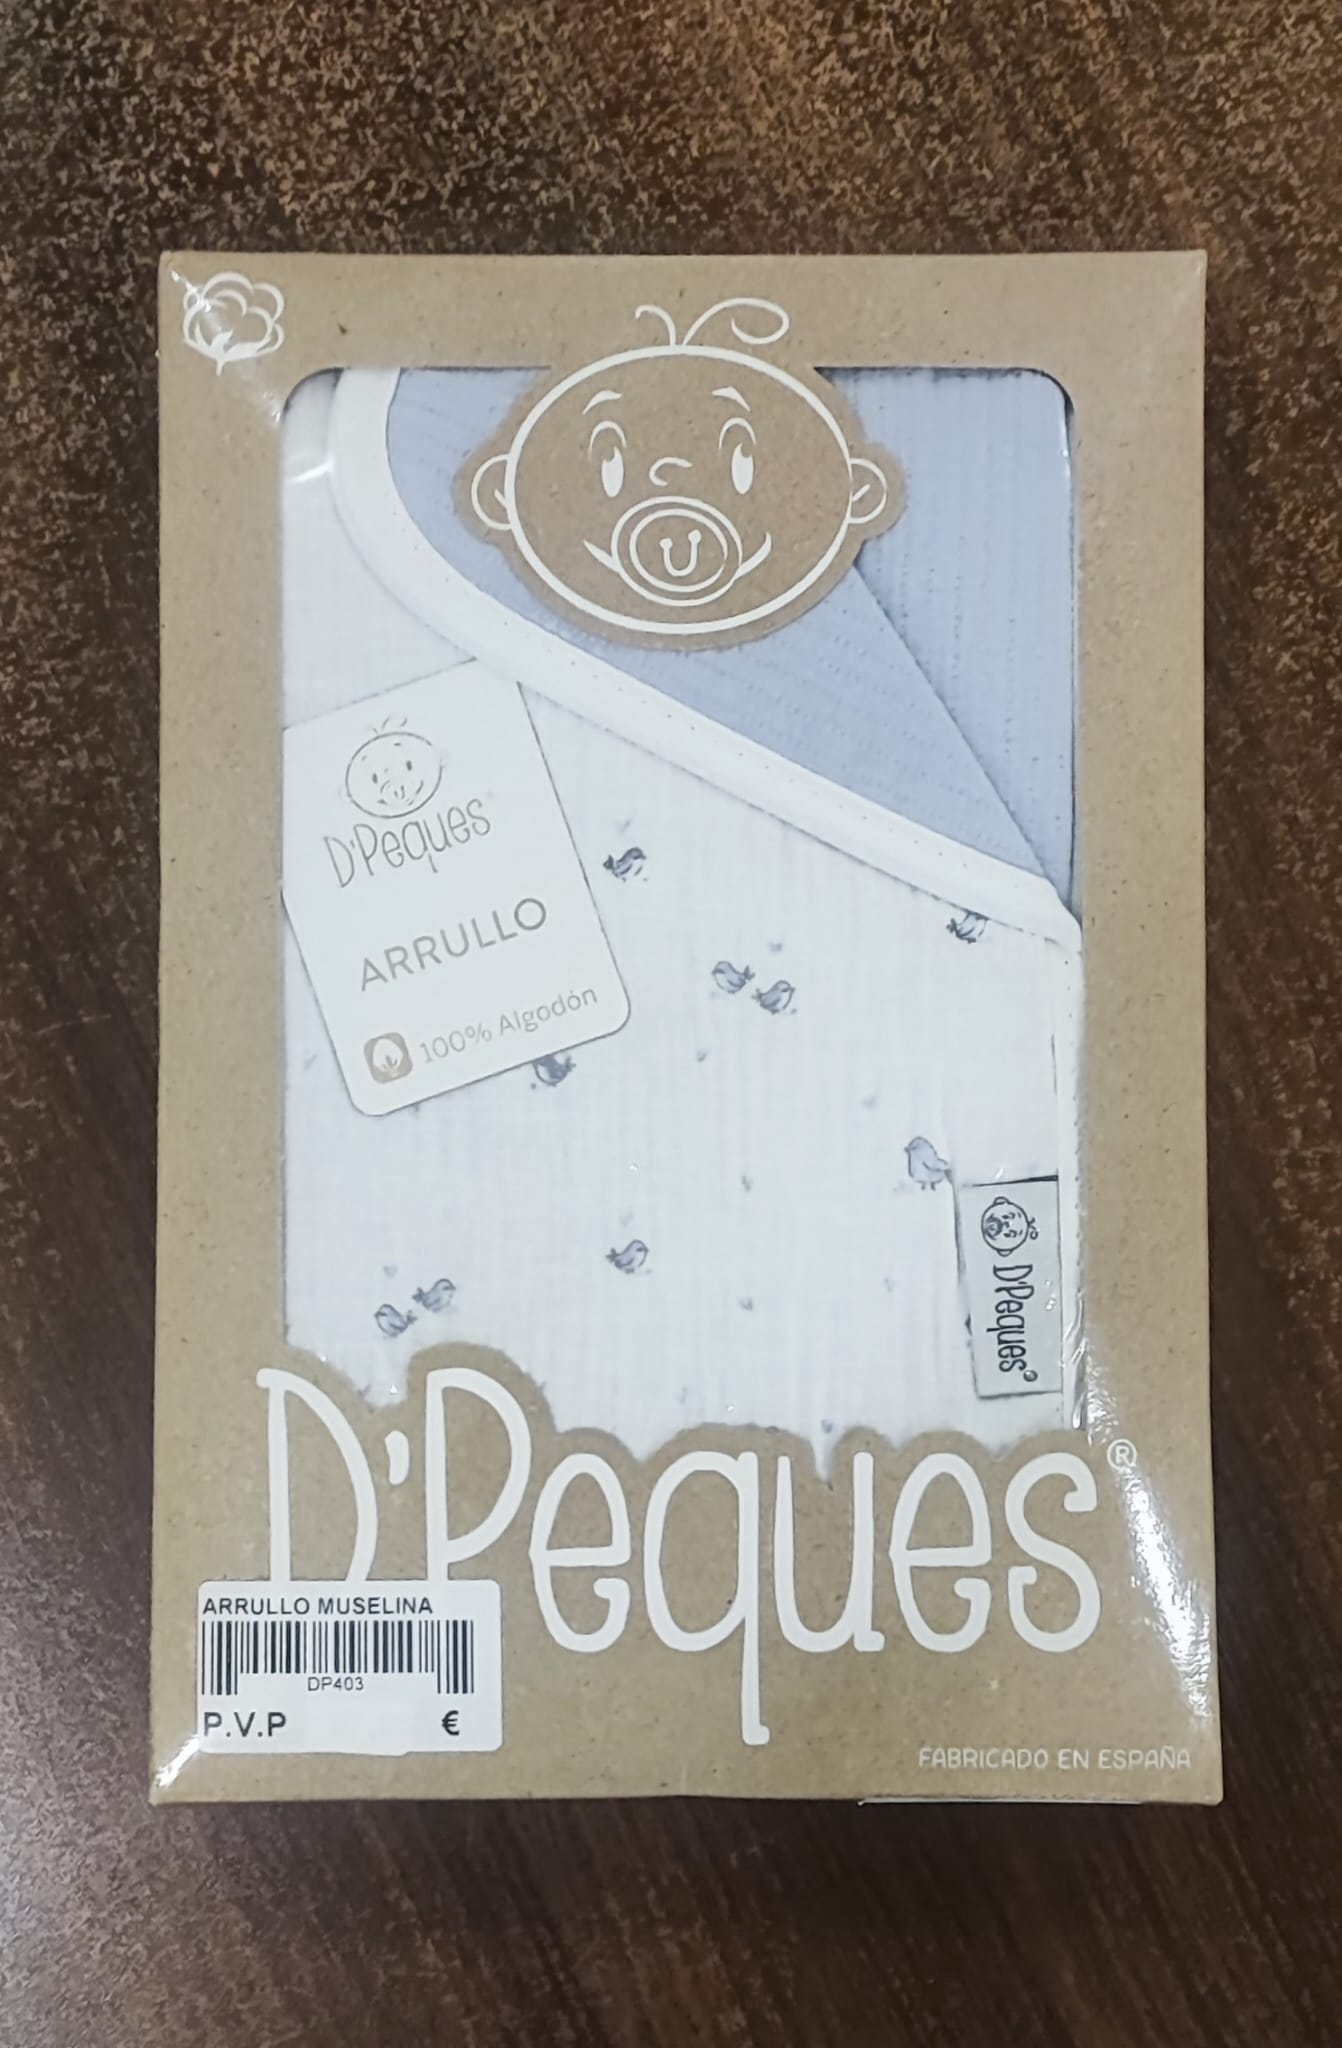 D'Peques
ARRULLO
100% Algodón
D'Peques®
D'Peques®
ARRULLO MUSELINA
DP403
P.V.P €
FABRICADO EN ESPAÑA